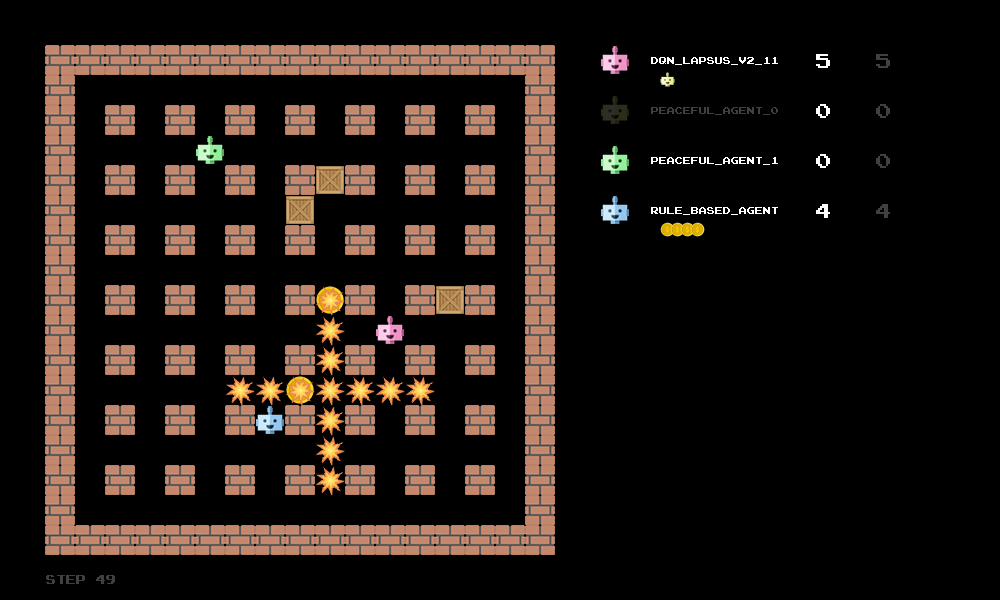 DQN_LAPSUS_V2_11 5 5
PEACEFUL_AGENT_0 0 0
PEACEFUL_AGENT_1 0 0
RULE_BASED_AGENT 4 4
STEP 49